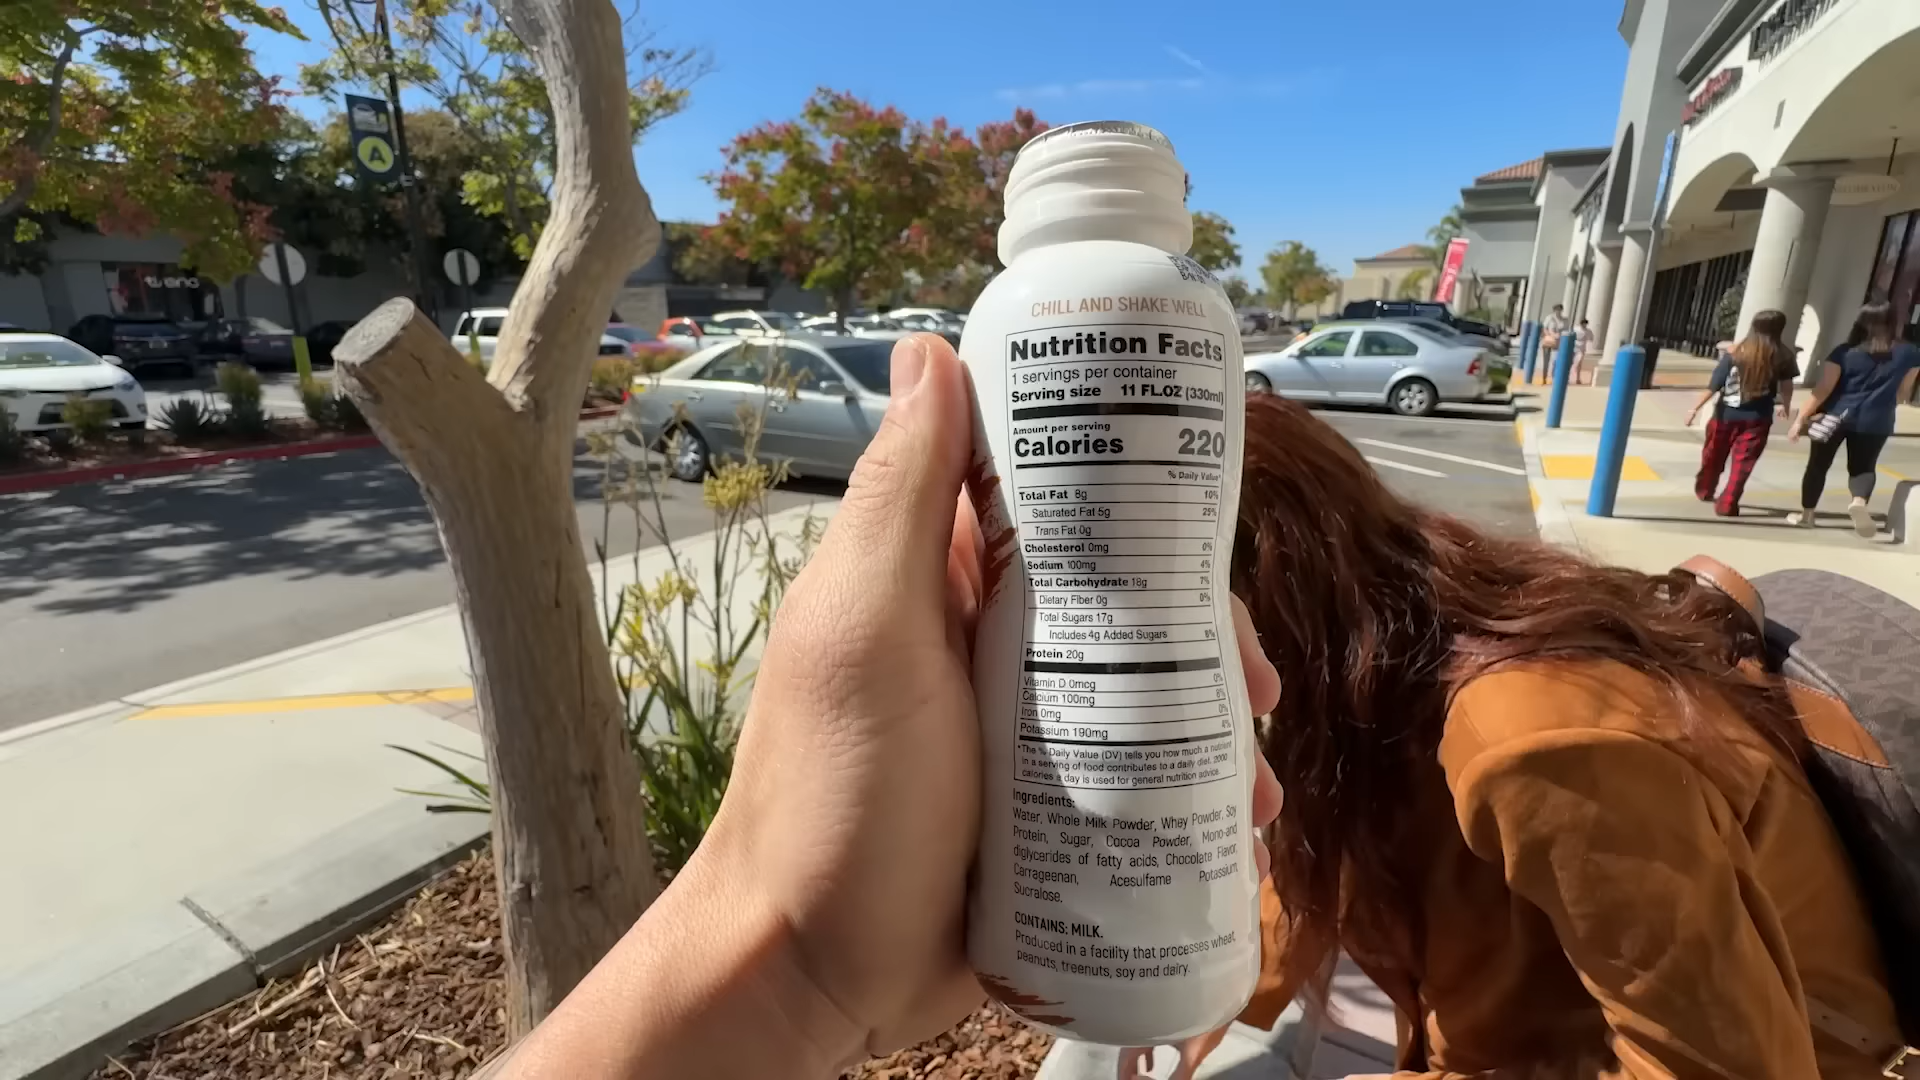 A
CHILL AND SHAKE WELL
Nutrition Facts
1 servings per container
Serving size 11 FL.OZ (330ml)
Amount per serving
Calories 220
% Daily Value*
Total Fat 8g 10%
Saturated Fat 5g 25%
Trans Fat 0g
Cholesterol 0mg 0%
Sodium 100mg 4%
Total Carbohydrate 18g 7%
Dietary Fiber 0g 0%
Total Sugars 17g
Includes 4g Added Sugars 8%
Protein 20g
Vitamin D 0mcg 0%
Calcium 100mg 8%
Iron 0mg 0%
Potassium 190mg 4%
*The % Daily Value (DV) tells you how much a nutrient
in a serving of food contributes to a daily diet. 2000
calories a day is used for general nutrition advice.
Ingredients:
Water, Whole Milk Powder, Whey Powder, Soy
Protein, Sugar, Cocoa Powder, Mono-and
diglycerides of fatty acids, Chocolate Flavor,
Carrageenan, Acesulfame Potassium,
Sucralose.
CONTAINS: MILK.
Produced in a facility that processes wheat,
peanuts, treenuts, soy and dairy.